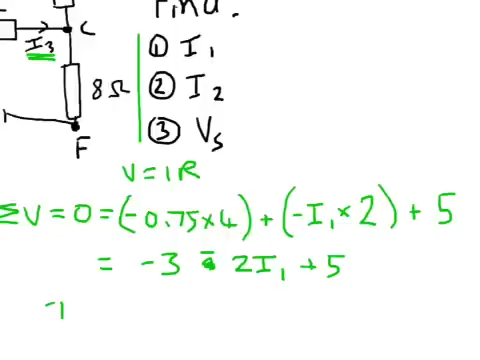 Find:
C
I₃
① I₁
8Ω
② I₂
③ Vₛ
F
V = IR
ΣV = 0 = (-0.75×4) + (-I₁×2) + 5
= -3 - 2I₁ + 5